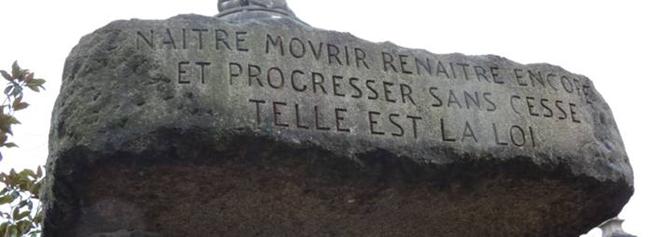 NAITRE MOVRIR RENAITRE ENCORE
ET PROGRESSER SANS CESSE
TELLE EST LA LOI